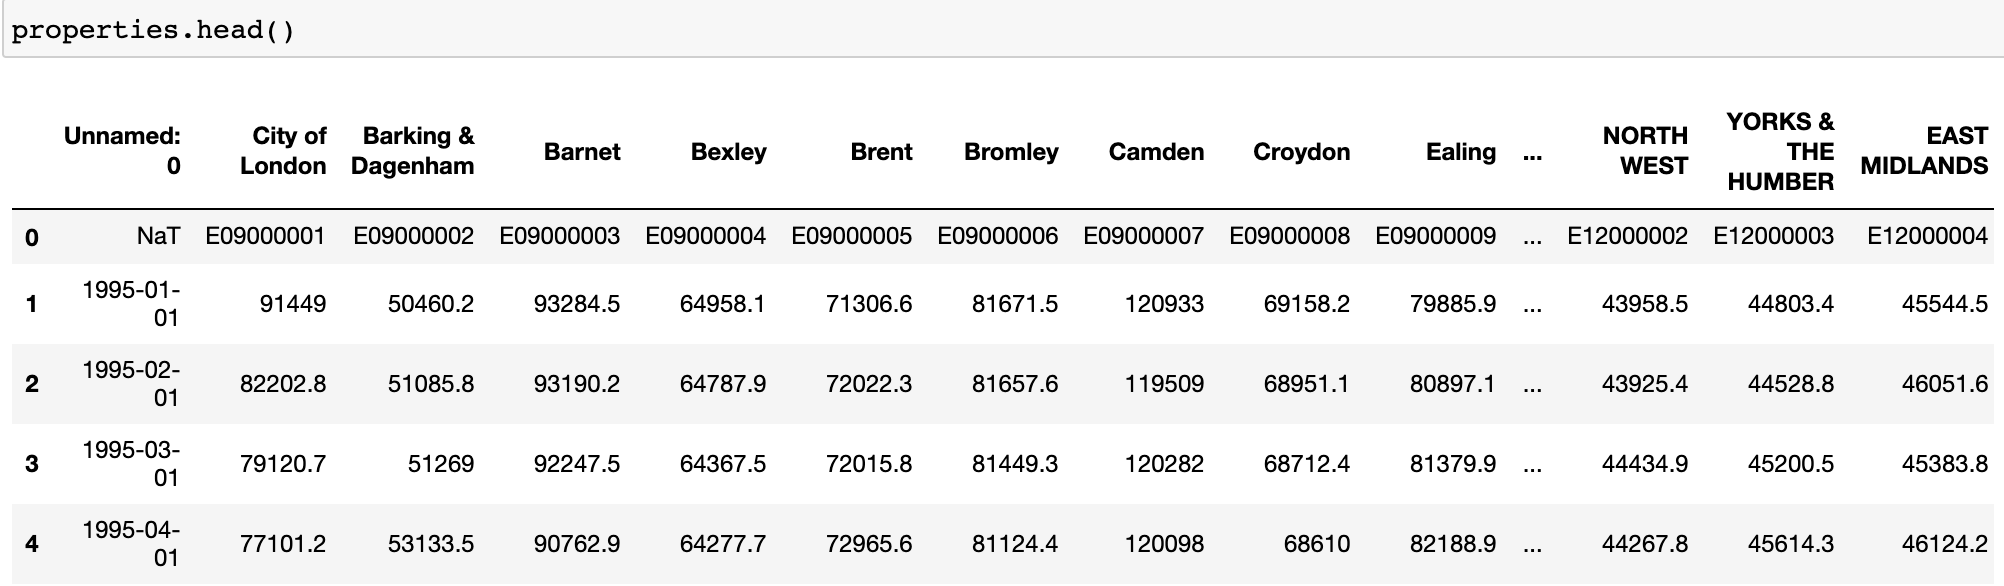 properties.head()
Unnamed: 0 City of London Barking & Dagenham Barnet Bexley Brent Bromley Camden Croydon Ealing ... NORTH WEST YORKS & THE HUMBER EAST MIDLANDS
0 NaT E09000001 E09000002 E09000003 E09000004 E09000005 E09000006 E09000007 E09000008 E09000009 ... E12000002 E12000003 E12000004
1 1995-01-01 91449 50460.2 93284.5 64958.1 71306.6 81671.5 120933 69158.2 79885.9 ... 43958.5 44803.4 45544.5
2 1995-02-01 82202.8 51085.8 93190.2 64787.9 72022.3 81657.6 119509 68951.1 80897.1 ... 43925.4 44528.8 46051.6
3 1995-03-01 79120.7 51269 92247.5 64367.5 72015.8 81449.3 120282 68712.4 81379.9 ... 44434.9 45200.5 45383.8
4 1995-04-01 77101.2 53133.5 90762.9 64277.7 72965.6 81124.4 120098 68610 82188.9 ... 44267.8 45614.3 46124.2